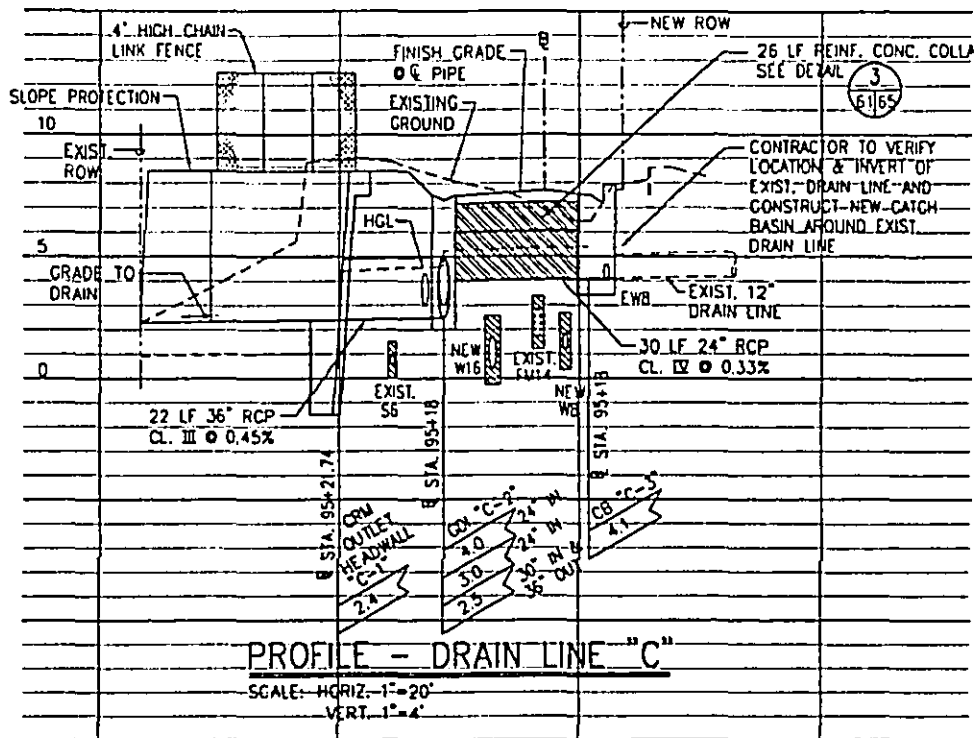 4' HIGH CHAIN
LINK FENCE
SLOPE PROTECTION
10
EXIST.
ROW
FINISH GRADE
@ ℄ PIPE
EXISTING
GROUND
NEW ROW
26 LF REINF. CONC. COLLA
SEE DETAIL
3
61 65
CONTRACTOR TO VERIFY
LOCATION & INVERT OF
EXIST. DRAIN LINE AND
CONSTRUCT NEW CATCH
BASIN AROUND EXIST.
DRAIN LINE
HGL
5
GRADE TO
DRAIN
EW8
EXIST. 12"
DRAIN LINE
30 LF 24" RCP
CL. IV @ 0.33%
0
EXIST.
S6
NEW
W16
EXIST.
FM14
NEW
W8
22 LF 36" RCP
CL. III @ 0.45%
STA. 95+21.74
STA. 95+18
STA. 95+13
CRM
OUTLET
HEADWALL
"C-1"
2.4
GDI "C-2"
4.0 24" IN
3.0 24" IN
2.5 30" IN &
36" OUT
CB "C-3"
4.1
PROFILE - DRAIN LINE "C"
SCALE: HORIZ. 1"=20'
VERT. 1"=4'